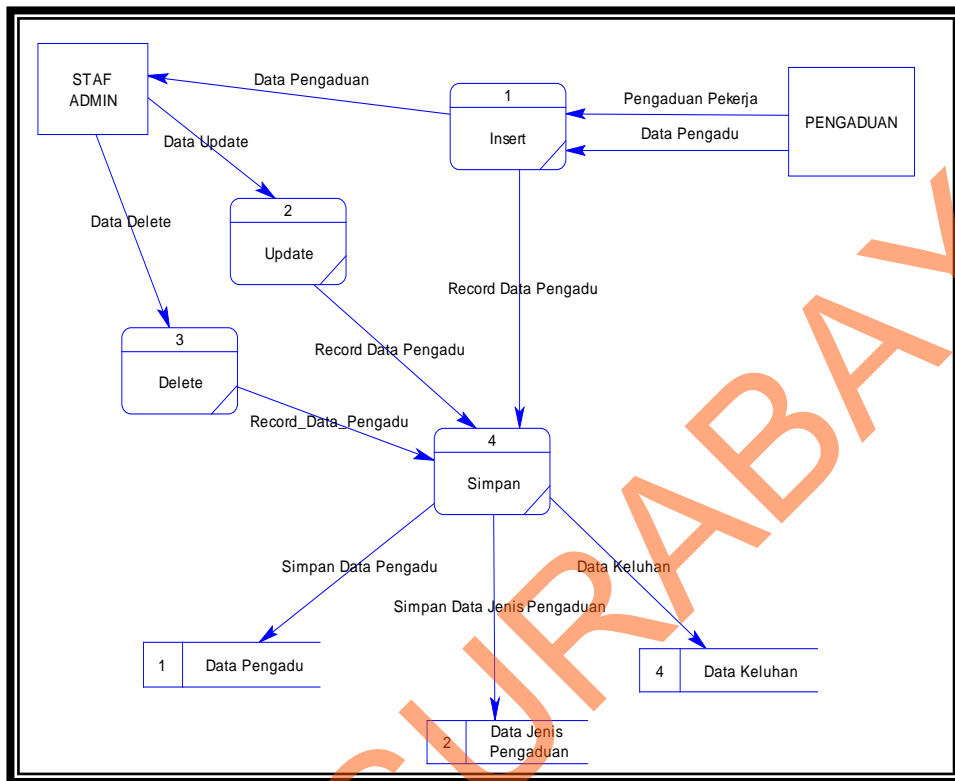 STAF
ADMIN
Data Pengaduan
1
Insert
Pengaduan Pekerja
Data Pengadu
PENGADUAN
Data Update
2
Update
Data Delete
3
Delete
Record Data Pengadu
Record Data Pengadu
Record_Data_Pengadu
4
Simpan
Simpan Data Pengadu
Simpan Data Jenis Pengaduan
Data Keluhan
1
Data Pengadu
4
Data Keluhan
2
Data Jenis
Pengaduan
SURABAY